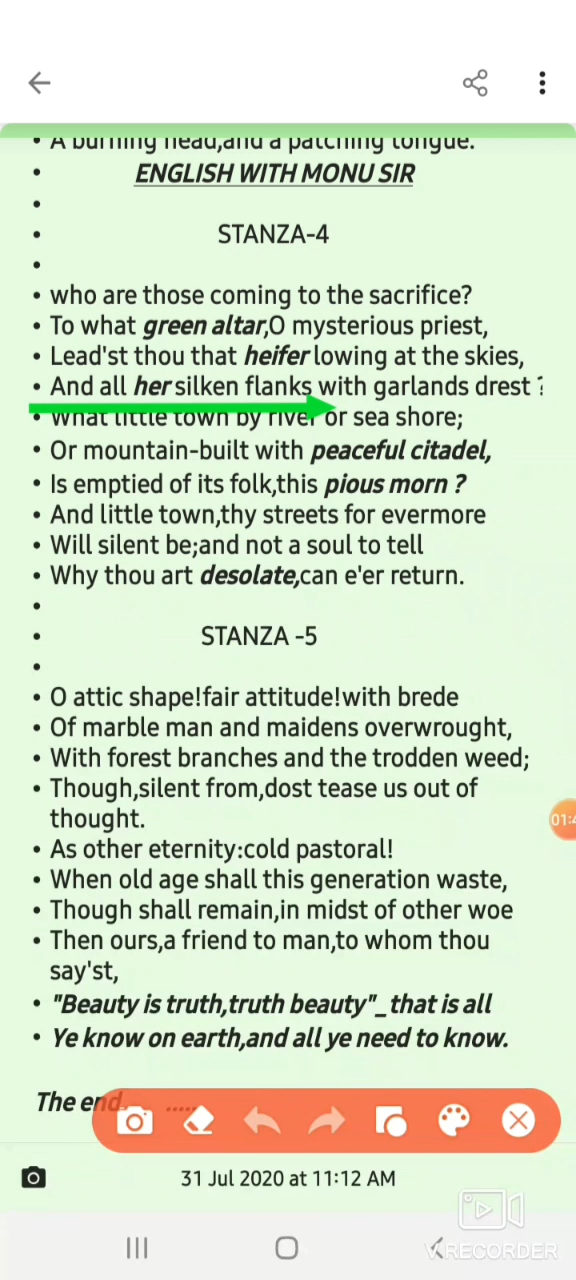 • A burning head,and a patching tongue.
• ENGLISH WITH MONU SIR
•
• STANZA-4
•
• who are those coming to the sacrifice?
• To what green altar,O mysterious priest,
• Lead'st thou that heifer lowing at the skies,
• And all her silken flanks with garlands drest ?
• What little town by river or sea shore;
• Or mountain-built with peaceful citadel,
• Is emptied of its folk,this pious morn ?
• And little town,thy streets for evermore
• Will silent be;and not a soul to tell
• Why thou art desolate,can e'er return.
•
• STANZA -5
•
• O attic shape!fair attitude!with brede
• Of marble man and maidens overwrought,
• With forest branches and the trodden weed;
• Though,silent from,dost tease us out of
thought.
• As other eternity:cold pastoral!
• When old age shall this generation waste,
• Though shall remain,in midst of other woe
• Then ours,a friend to man,to whom thou
say'st,
• "Beauty is truth,truth beauty"_that is all
• Ye know on earth,and all ye need to know.
The end. .....
31 Jul 2020 at 11:12 AM
V RECORDER